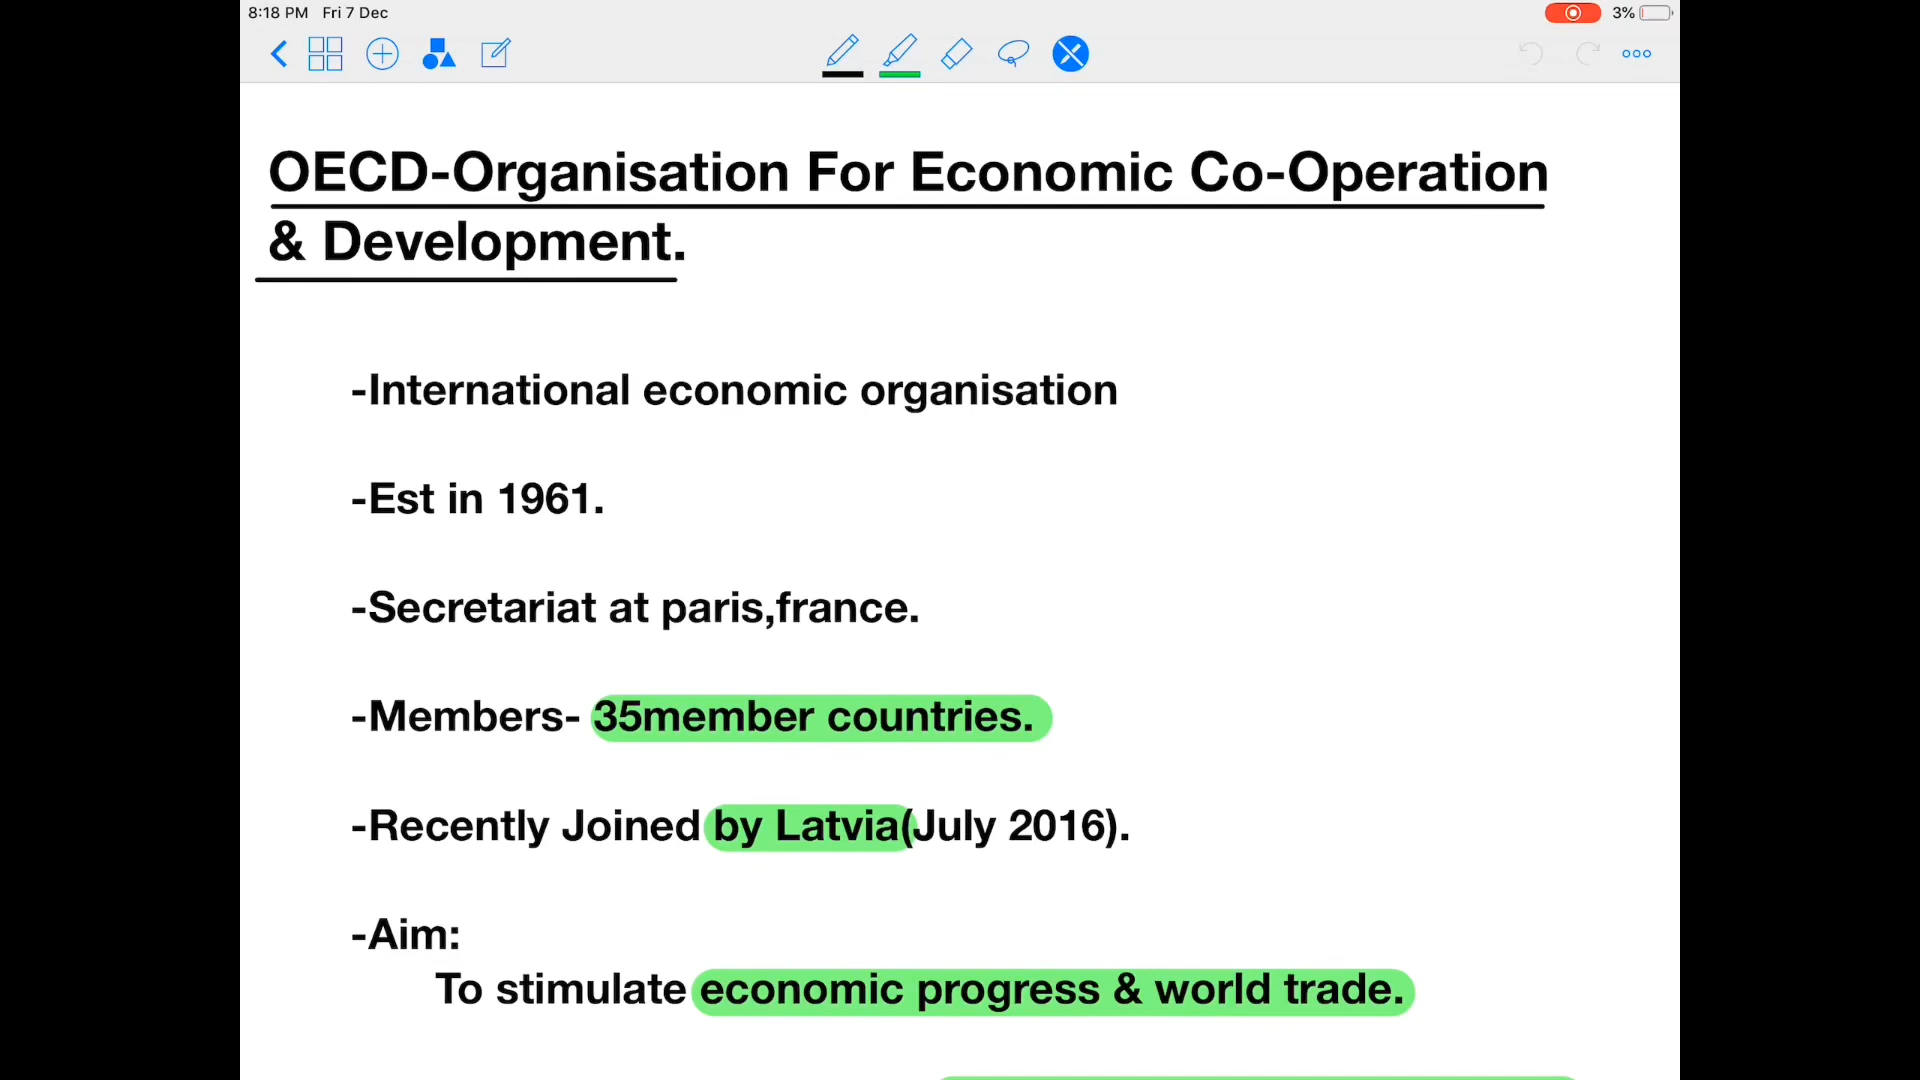 8:18 PM Fri 7 Dec
3%
OECD-Organisation For Economic Co-Operation
& Development.
-International economic organisation
-Est in 1961.
-Secretariat at paris,france.
-Members- 35member countries.
-Recently Joined by Latvia(July 2016).
-Aim:
To stimulate economic progress & world trade.